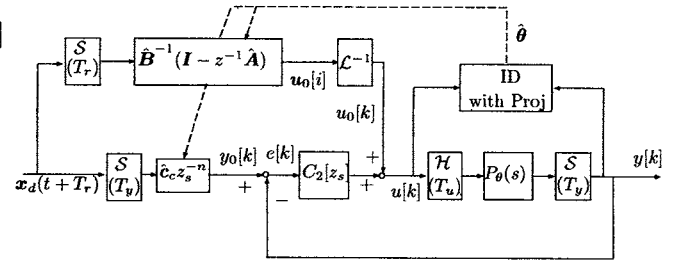 θ̂
S
(T_r)
B̂^{-1}(I − z^{-1}Â)
L^{-1}
u_0[i]
ID
with Proj
u_0[k]
x_d(t + T_r)
S
(T_y)
ĉ_c z_s^{-n}
y_0[k]
e[k]
+
−
C_2[z_s]
+
+
u[k]
H
(T_u)
P_θ(s)
S
(T_y)
y[k]